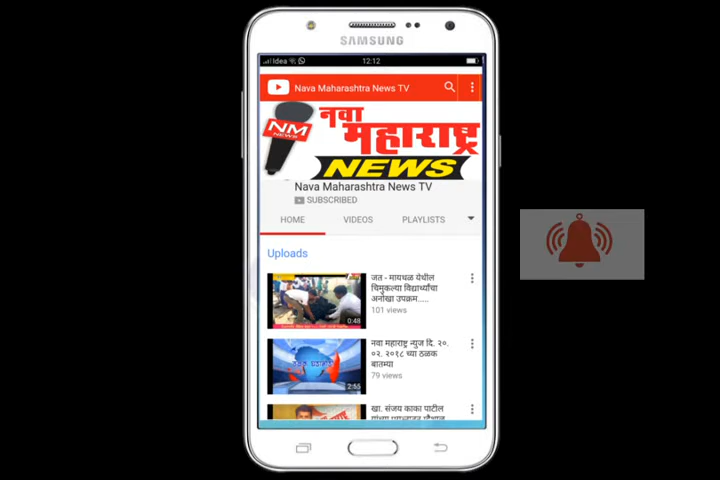 SAMSUNG
Idea
12:12
Nava Maharashtra News TV
NM
NEWS
नवा
महाराष्ट्र
NEWS
Nava Maharashtra News TV
SUBSCRIBED
HOME VIDEOS PLAYLISTS
Uploads
जत - मायथळ येथील
चिमुकल्या विद्यार्थ्यांचा
अनोखा उपक्रम.....
101 views
0:48
नवा महाराष्ट्र न्युज दि. २०.
०२. २०१८ च्या ठळक
बातम्या
79 views
2:55
खा. संजय काका पाटील